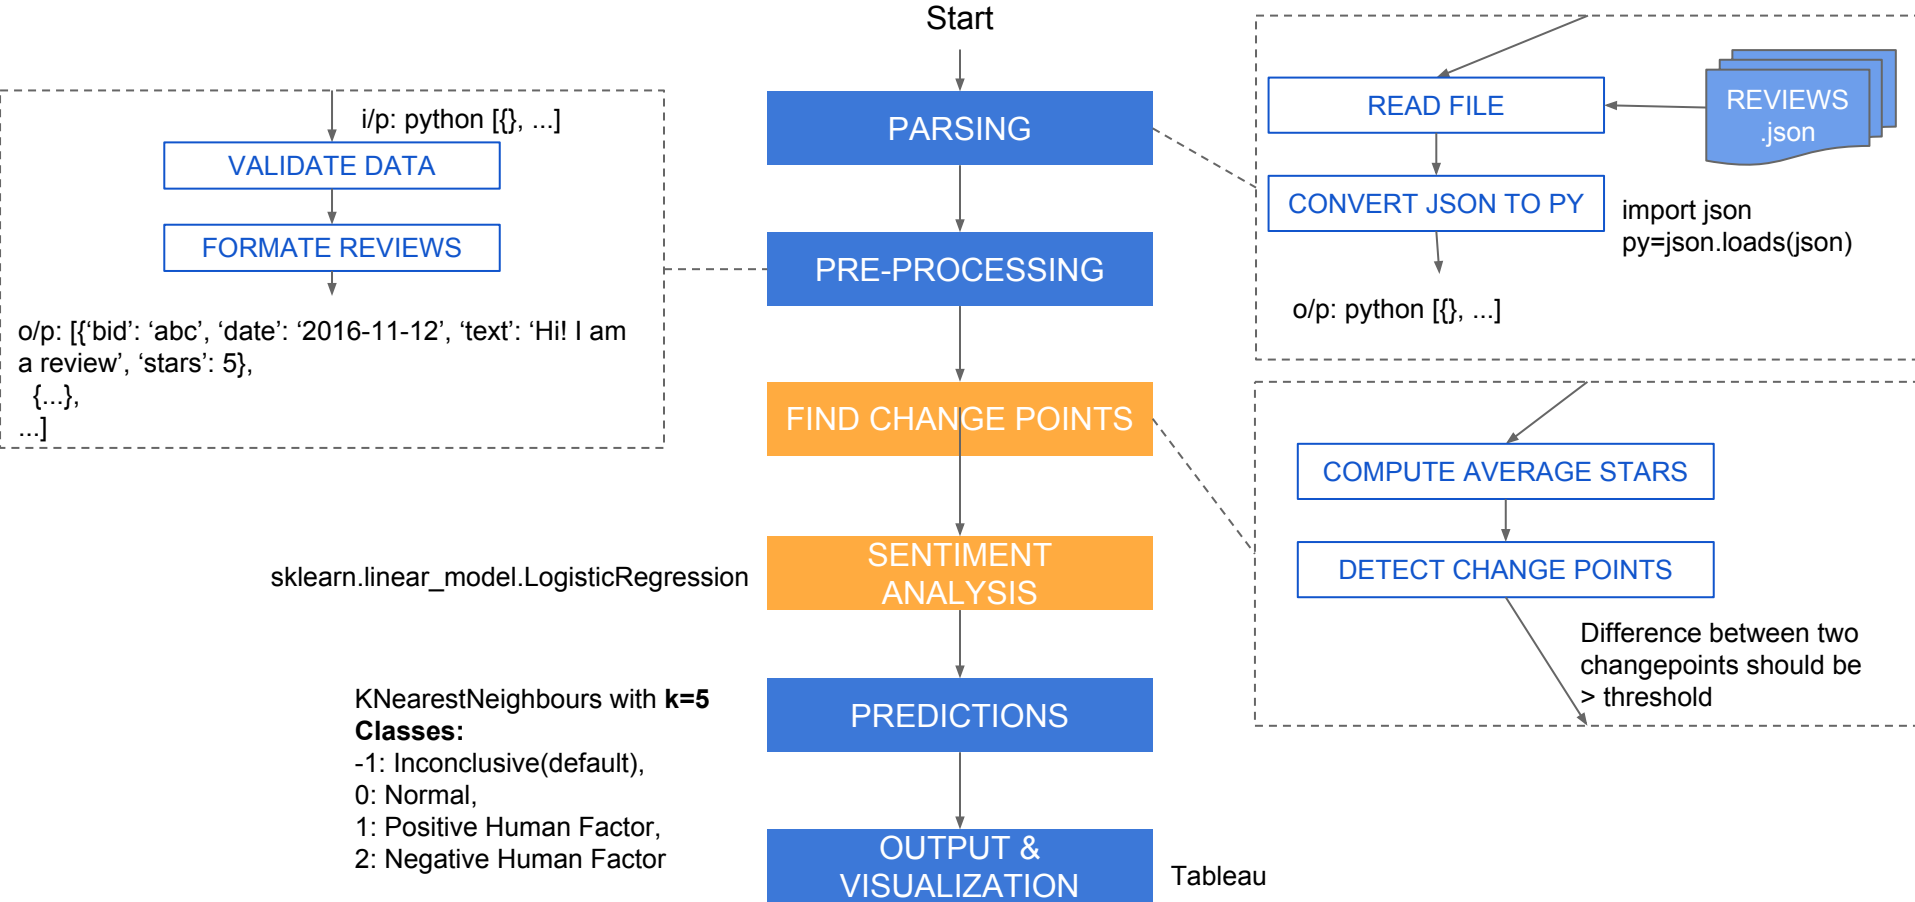 Start
PARSING
READ FILE
REVIEWS
.json
CONVERT JSON TO PY
import json
py=json.loads(json)
o/p: python [{}, ...]
PRE-PROCESSING
i/p: python [{}, ...]
VALIDATE DATA
FORMATE REVIEWS
o/p: [{‘bid’: ‘abc’, ‘date’: ‘2016-11-12’, ‘text’: ‘Hi! I am
a review’, ‘stars’: 5},
{...},
...]
FIND CHANGE POINTS
COMPUTE AVERAGE STARS
DETECT CHANGE POINTS
Difference between two
changepoints should be
> threshold
SENTIMENT
ANALYSIS
sklearn.linear_model.LogisticRegression
PREDICTIONS
KNearestNeighbours with k=5
Classes:
-1: Inconclusive(default),
0: Normal,
1: Positive Human Factor,
2: Negative Human Factor
OUTPUT &
VISUALIZATION
Tableau